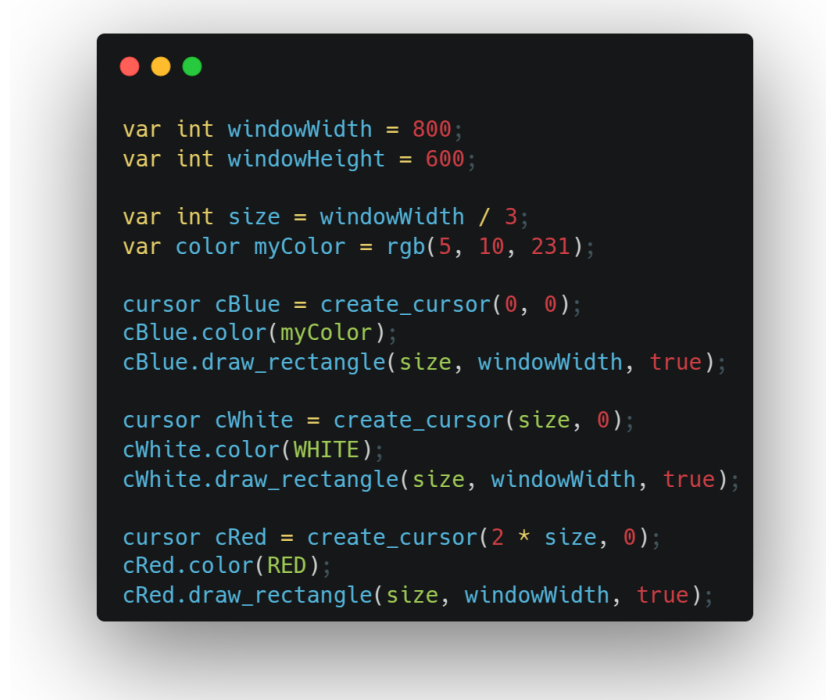 var int windowWidth = 800;
var int windowHeight = 600;
var int size = windowWidth / 3;
var color myColor = rgb(5, 10, 231);
cursor cBlue = create_cursor(0, 0);
cBlue.color(myColor);
cBlue.draw_rectangle(size, windowWidth, true);
cursor cWhite = create_cursor(size, 0);
cWhite.color(WHITE);
cWhite.draw_rectangle(size, windowWidth, true);
cursor cRed = create_cursor(2 * size, 0);
cRed.color(RED);
cRed.draw_rectangle(size, windowWidth, true);